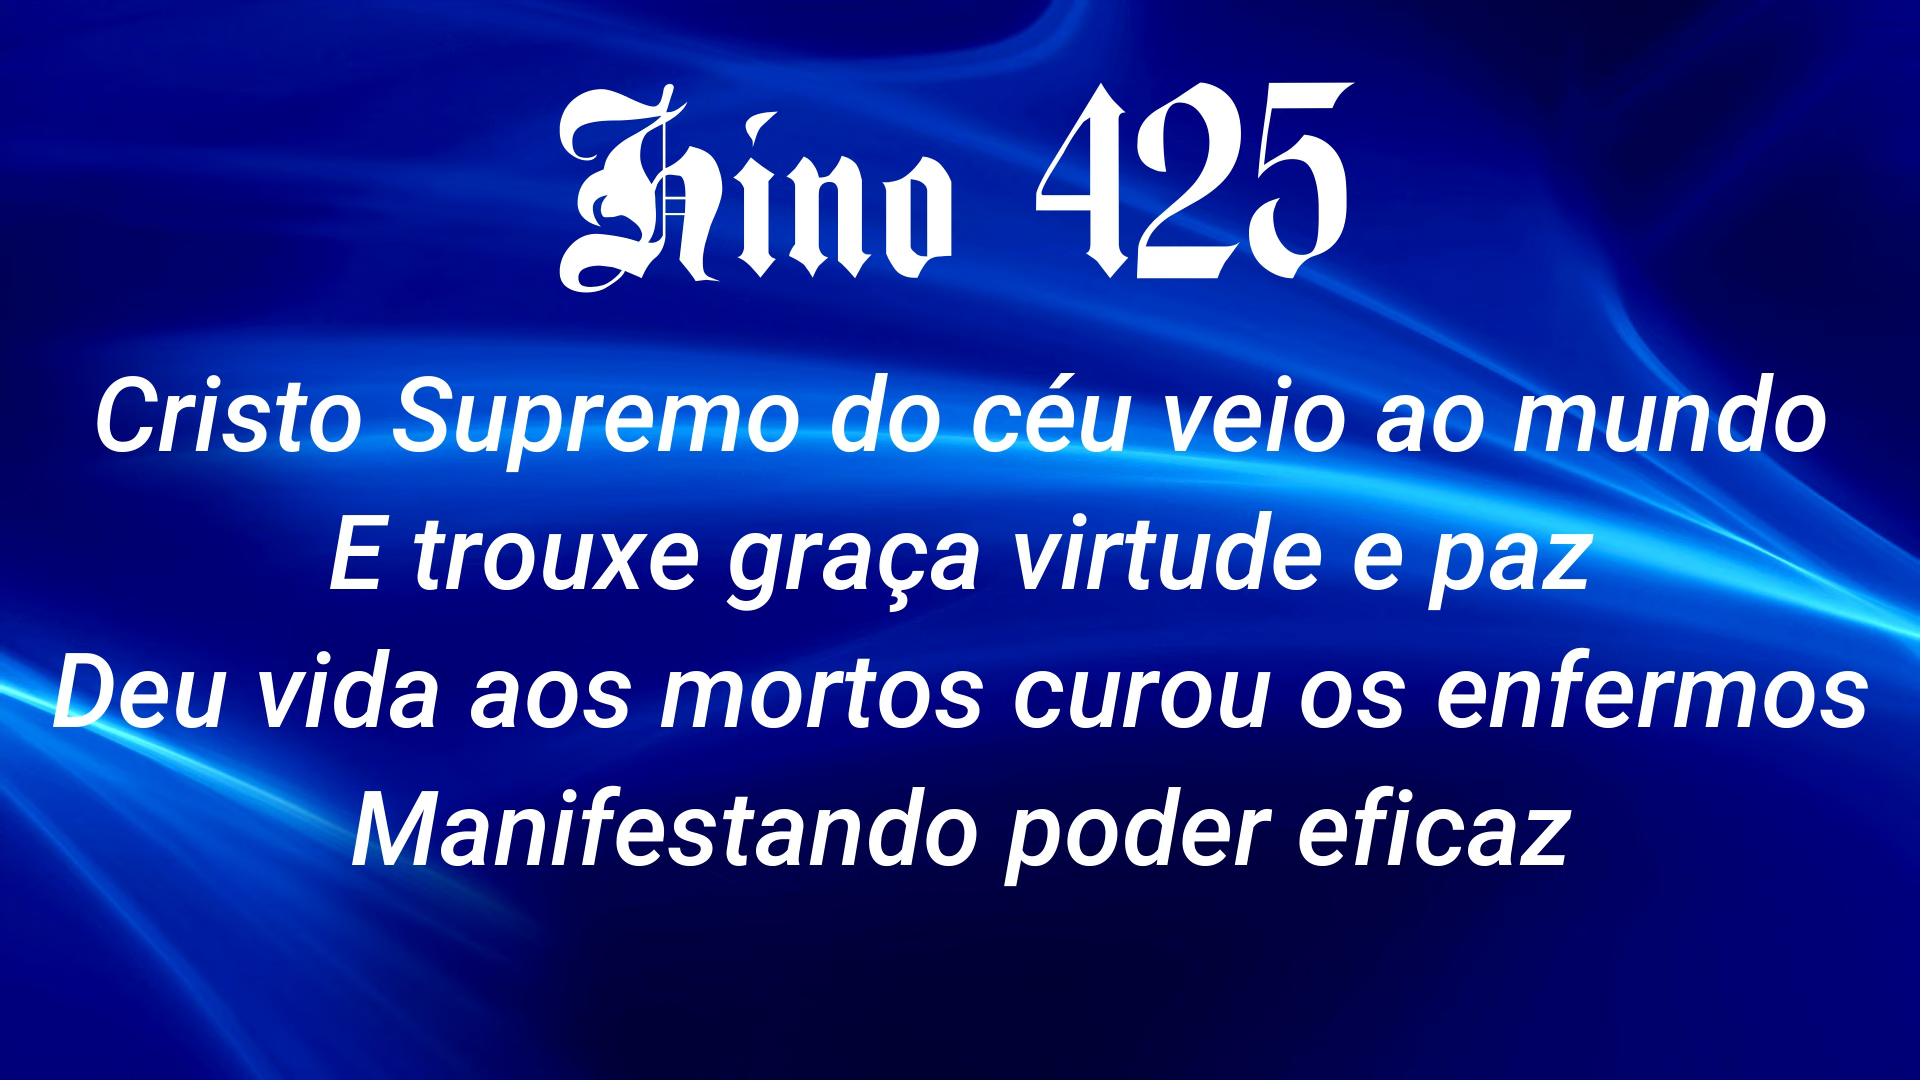 Hino 425
Cristo Supremo do céu veio ao mundo
E trouxe graça virtude e paz
Deu vida aos mortos curou os enfermos
Manifestando poder eficaz